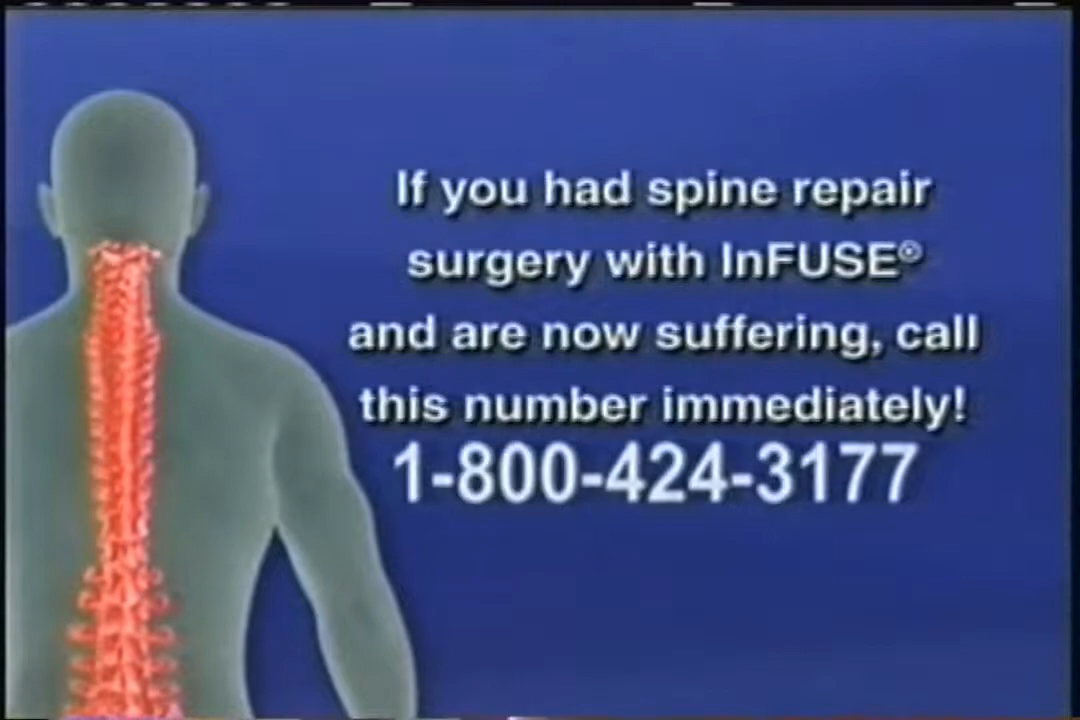 If you had spine repair
surgery with InFUSE®
and are now suffering, call
this number immediately!
1-800-424-3177